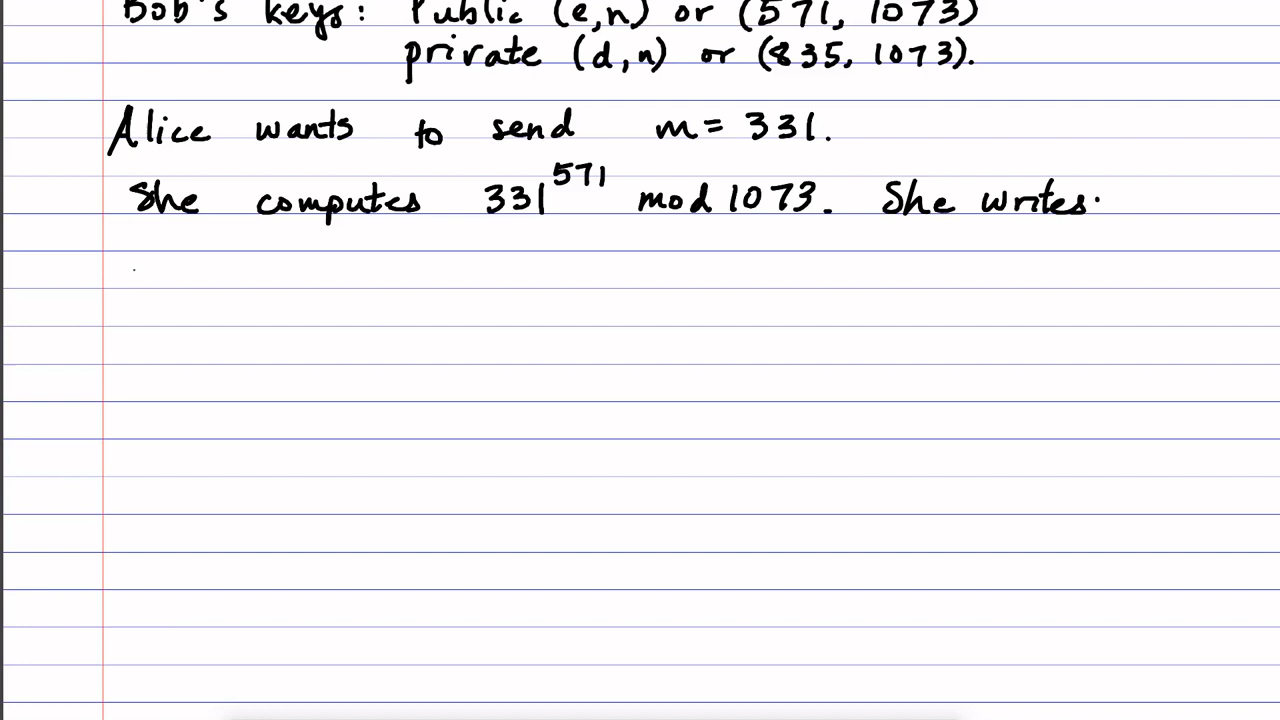 Bob's keys: Public (e,n) or (571, 1073)
private (d,n) or (835, 1073).
Alice wants to send m = 331.
She computes 331^571 mod 1073. She writes.